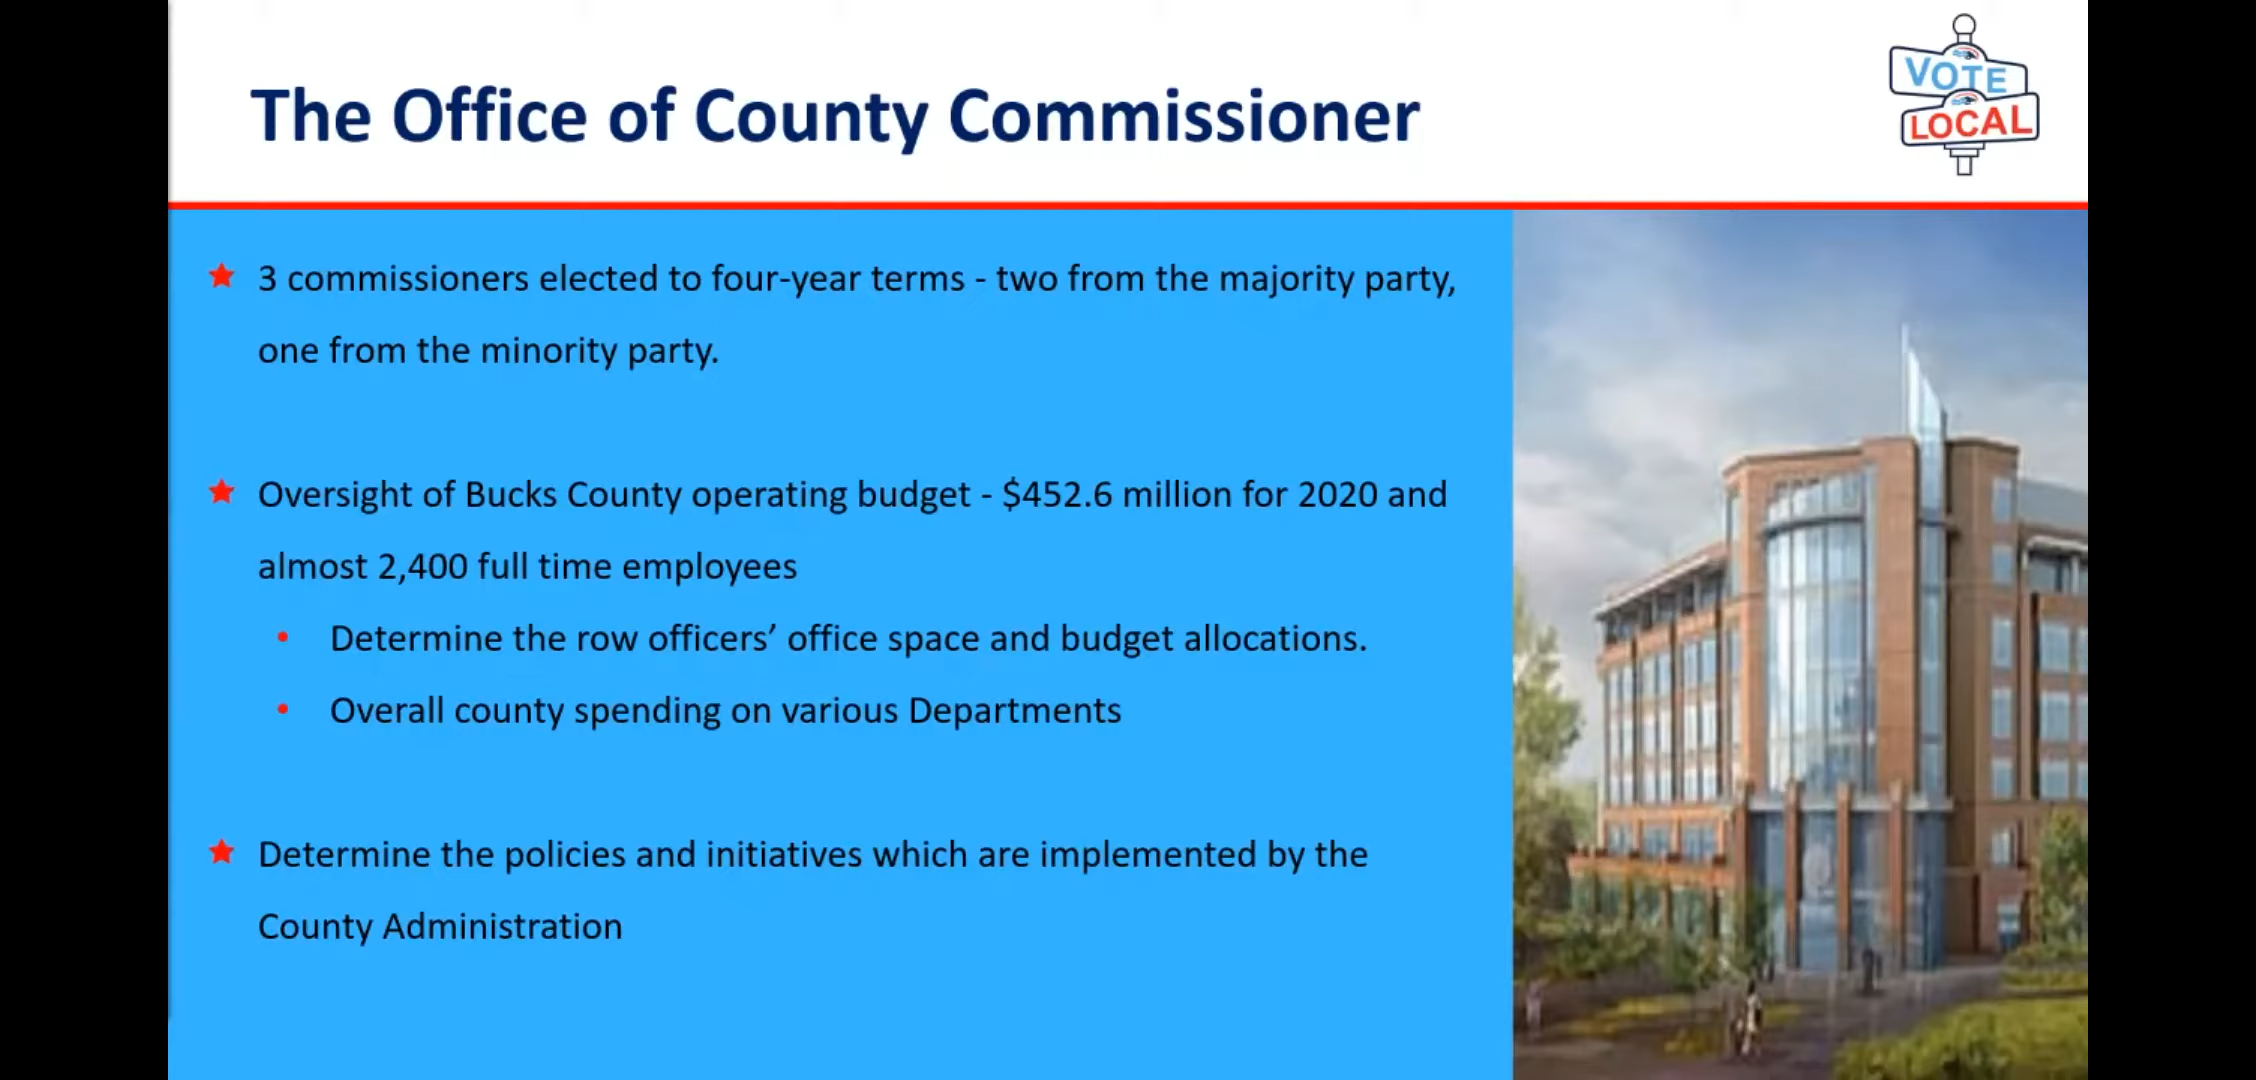 The Office of County Commissioner
VOTE
LOCAL
3 commissioners elected to four-year terms - two from the majority party,
one from the minority party.
Oversight of Bucks County operating budget - $452.6 million for 2020 and
almost 2,400 full time employees
• Determine the row officers’ office space and budget allocations.
• Overall county spending on various Departments
Determine the policies and initiatives which are implemented by the
County Administration